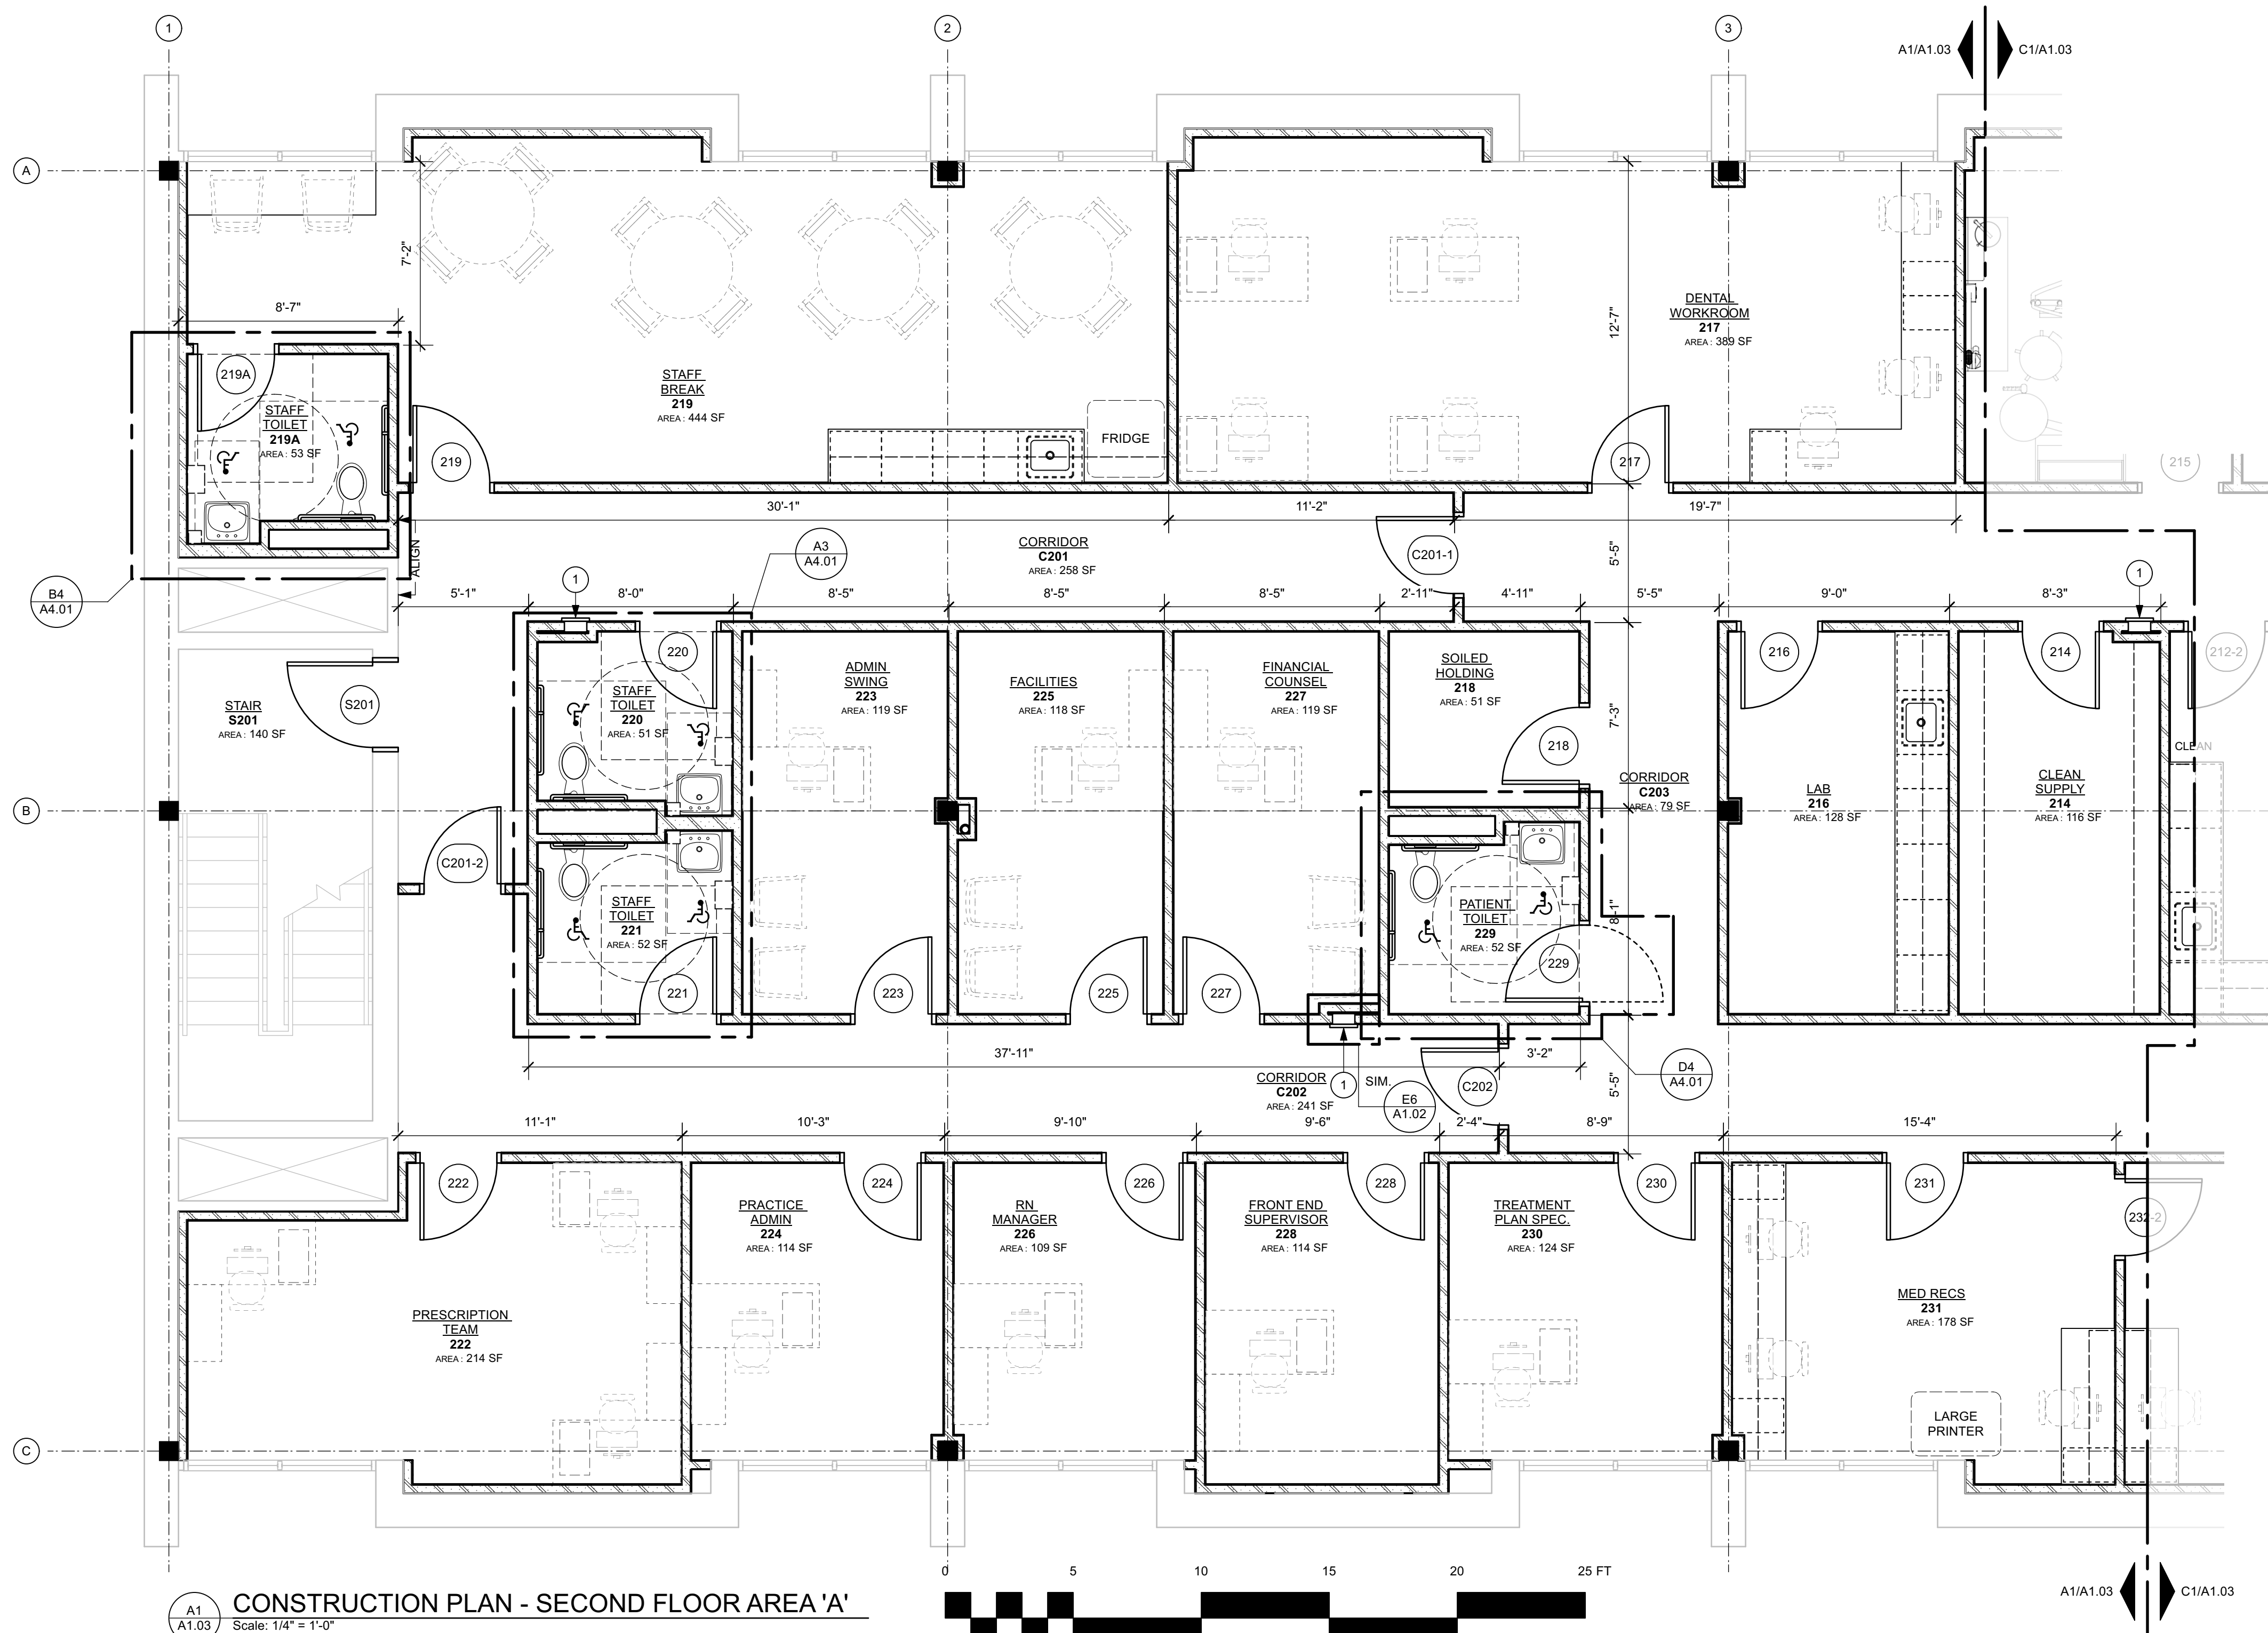 1
2
3
A1/A1.03
C1/A1.03
A
7'-2"
8'-7"
219A
STAFF
TOILET
219A
AREA : 53 SF
219
STAFF
BREAK
219
AREA : 444 SF
FRIDGE
DENTAL
WORKROOM
217
AREA : 389 SF
12'-7"
217
215
30'-1"
11'-2"
19'-7"
ALIGN
A3
A4.01
CORRIDOR
C201
AREA : 258 SF
C201-1
5'-5"
B4
A4.01
1
1
5'-1"
8'-0"
8'-5"
8'-5"
8'-5"
2'-11"
4'-11"
5'-5"
9'-0"
8'-3"
220
216
214
212-2
STAIR
S201
AREA : 140 SF
S201
STAFF
TOILET
220
AREA : 51 SF
ADMIN
SWING
223
AREA : 119 SF
FACILITIES
225
AREA : 118 SF
FINANCIAL
COUNSEL
227
AREA : 119 SF
SOILED
HOLDING
218
AREA : 51 SF
7'-3"
218
CORRIDOR
C203
AREA : 79 SF
LAB
216
AREA : 128 SF
CLEAN
SUPPLY
214
AREA : 116 SF
CLEAN
B
C201-2
STAFF
TOILET
221
AREA : 52 SF
PATIENT
TOILET
229
AREA : 52 SF
8'-1"
229
221
223
225
227
37'-11"
3'-2"
CORRIDOR
C202
AREA : 241 SF
1
SIM.
E6
A1.02
C202
D4
A4.01
5'-5"
11'-1"
10'-3"
9'-10"
9'-6"
2'-4"
8'-9"
15'-4"
222
224
226
228
230
231
232-2
PRACTICE
ADMIN
224
AREA : 114 SF
RN
MANAGER
226
AREA : 109 SF
FRONT END
SUPERVISOR
228
AREA : 114 SF
TREATMENT
PLAN SPEC.
230
AREA : 124 SF
PRESCRIPTION
TEAM
222
AREA : 214 SF
MED RECS
231
AREA : 178 SF
LARGE
PRINTER
C
0
5
10
15
20
25 FT
A1
A1.03
CONSTRUCTION PLAN - SECOND FLOOR AREA 'A'
Scale: 1/4" = 1'-0"
A1/A1.03
C1/A1.03